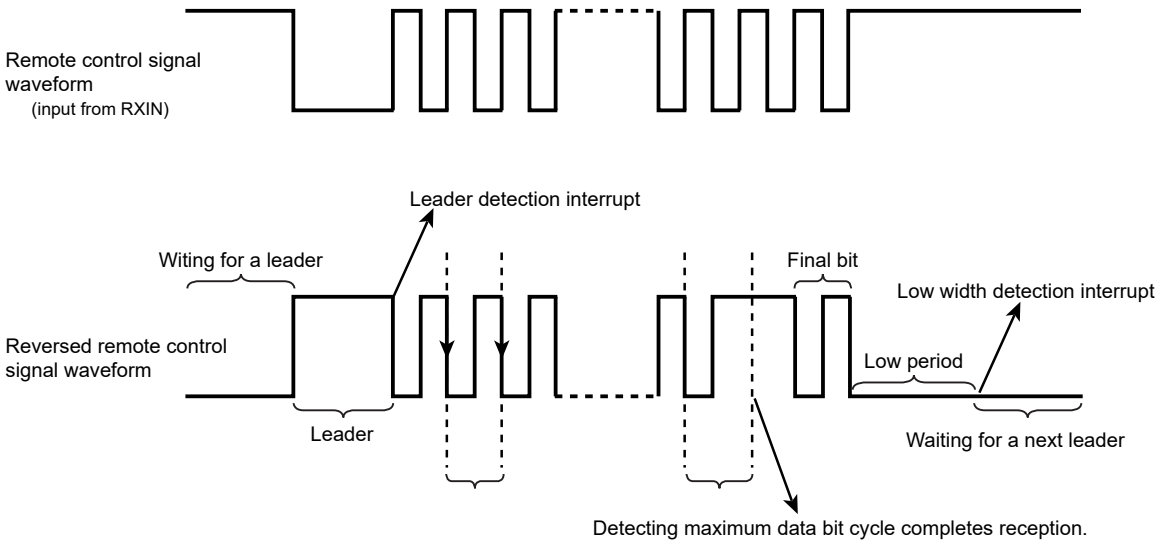 Remote control signal
waveform
(input from RXIN)
Leader detection interrupt
Witing for a leader
Final bit
Low width detection interrupt
Reversed remote control
signal waveform
Low period
Leader
Waiting for a next leader
Detecting maximum data bit cycle completes reception.